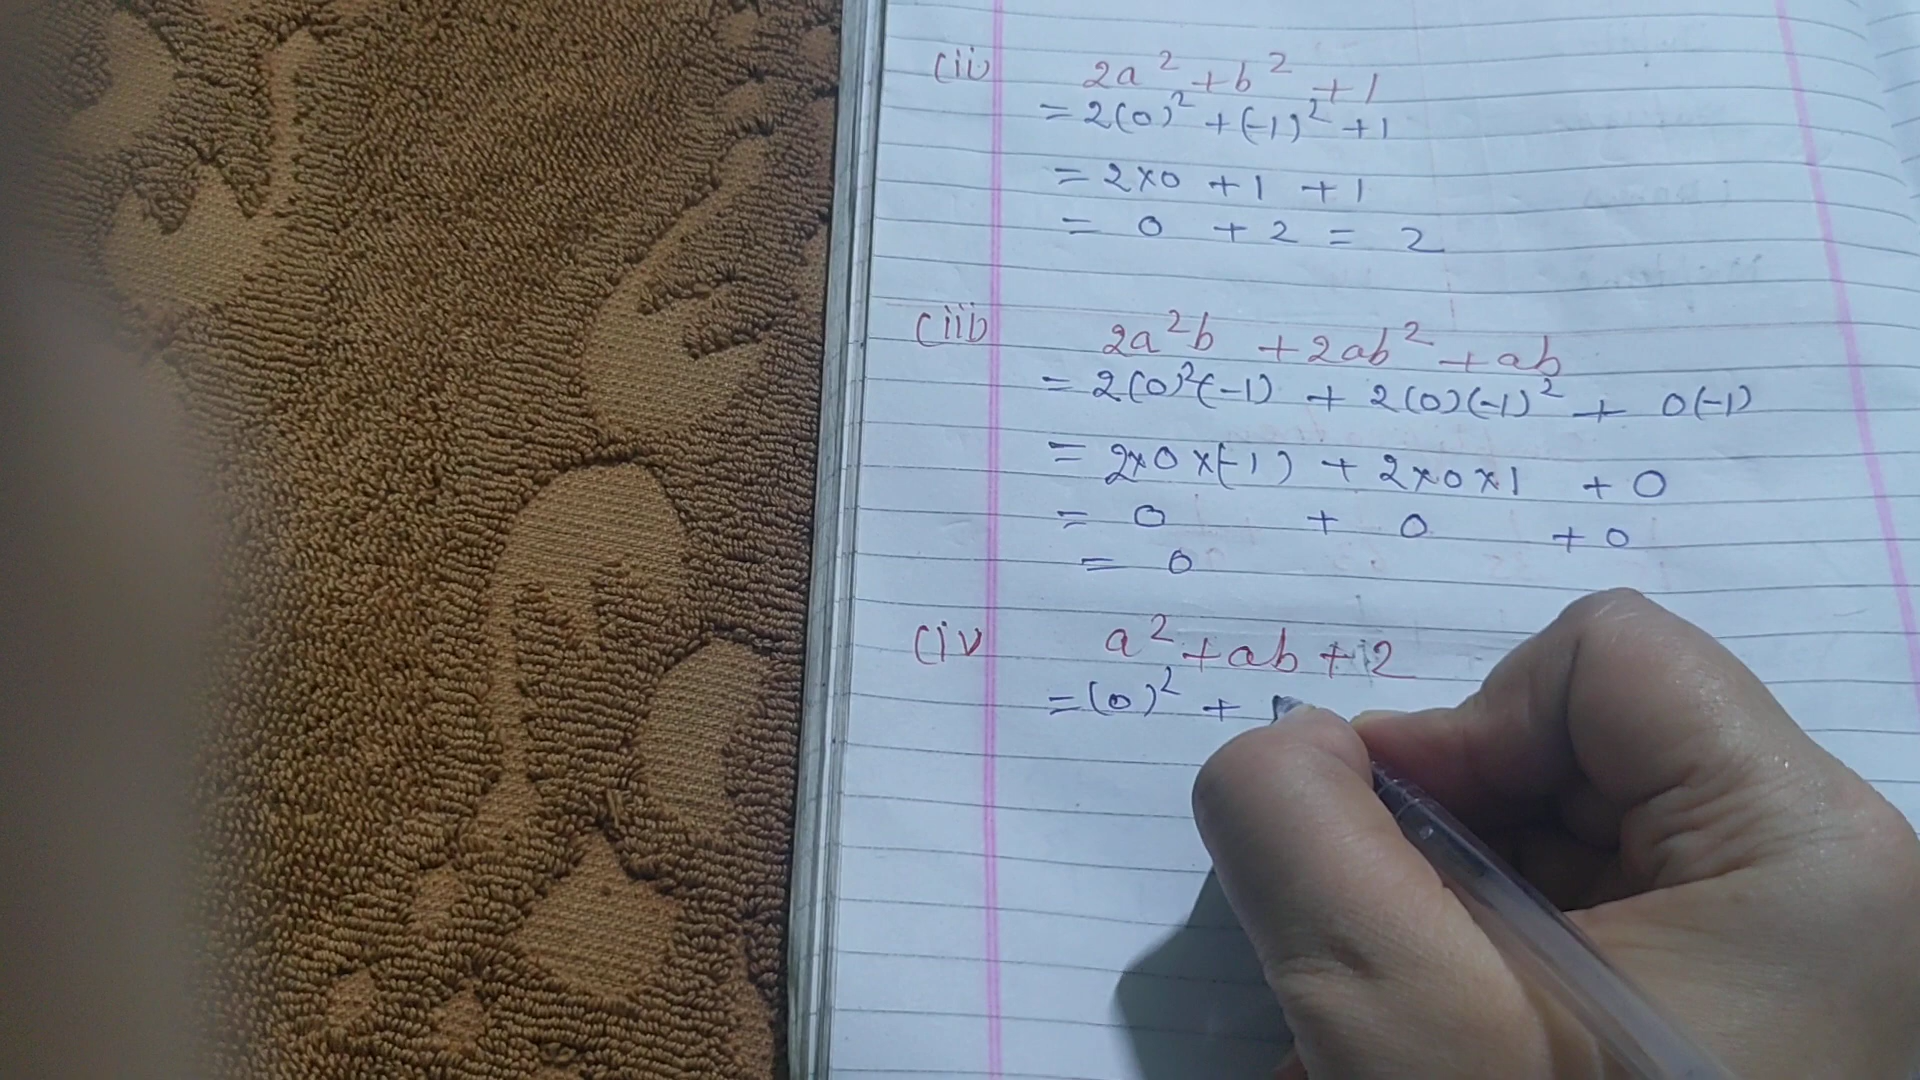 (ii) 2a² + b² + 1
= 2(0)² + (-1)² + 1
= 2×0 + 1 + 1
= 0 + 2 = 2
(iii) 2a²b + 2ab² + ab
= 2(0)²(-1) + 2(0)(-1)² + 0(-1)
= 2×0×(-1) + 2×0×1 + 0
= 0 + 0 + 0
= 0
(iv) a² + ab + 2
= (0)² +